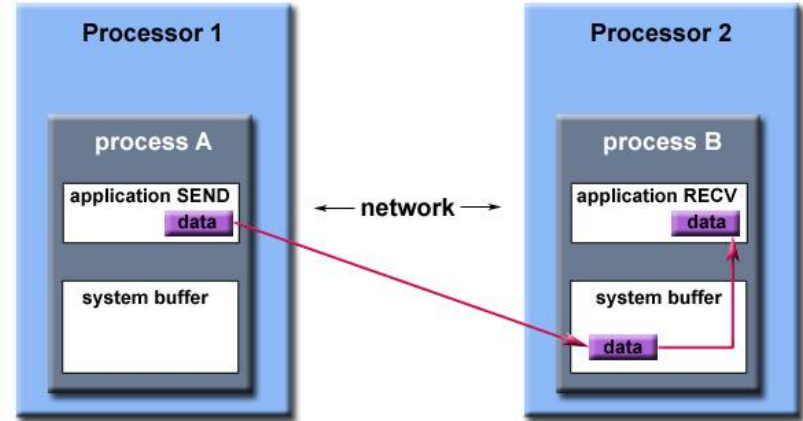 Processor 1
process A
application SEND
data
system buffer
network
Processor 2
process B
application RECV
data
system buffer
data